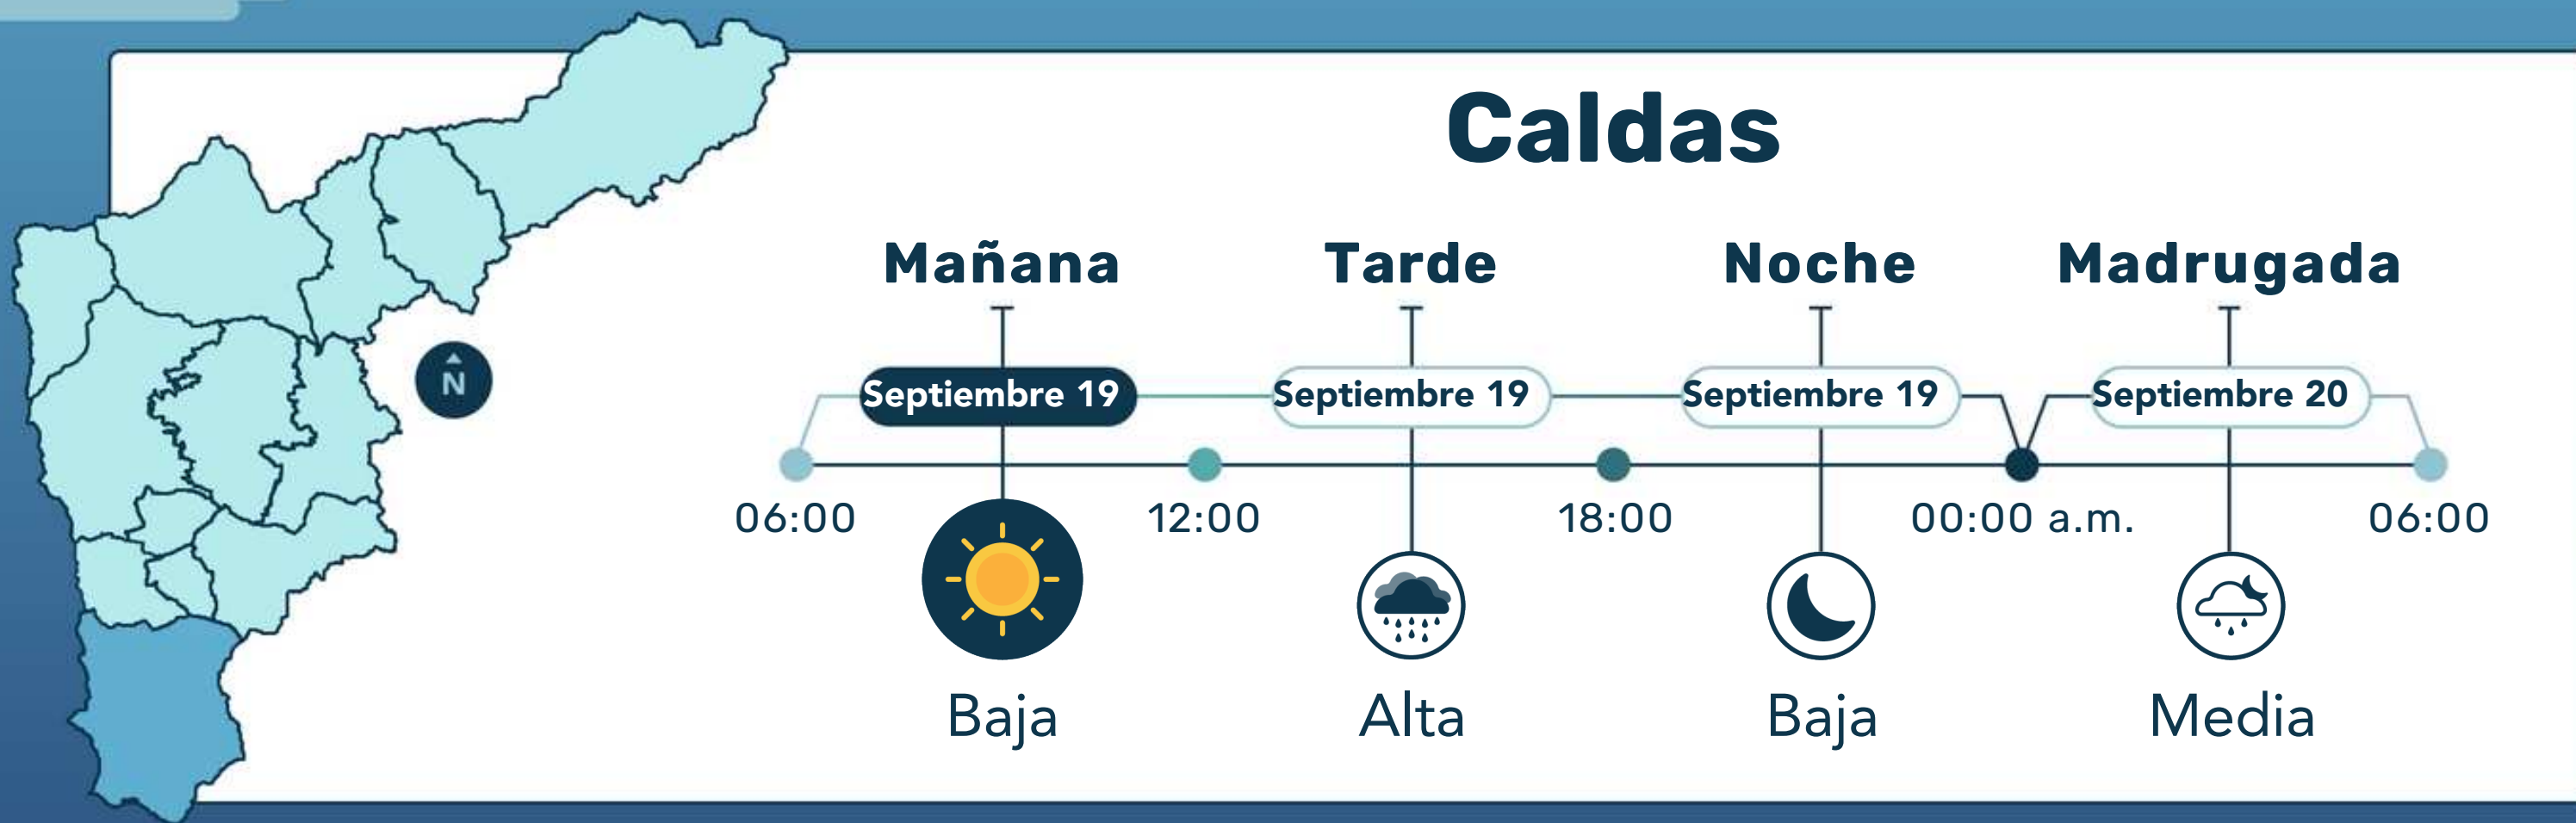 Caldas
Mañana Tarde Noche Madrugada
N
Septiembre 19 Septiembre 19 Septiembre 19 Septiembre 20
06:00 12:00 18:00 00:00 a.m. 06:00
Baja Alta Baja Media